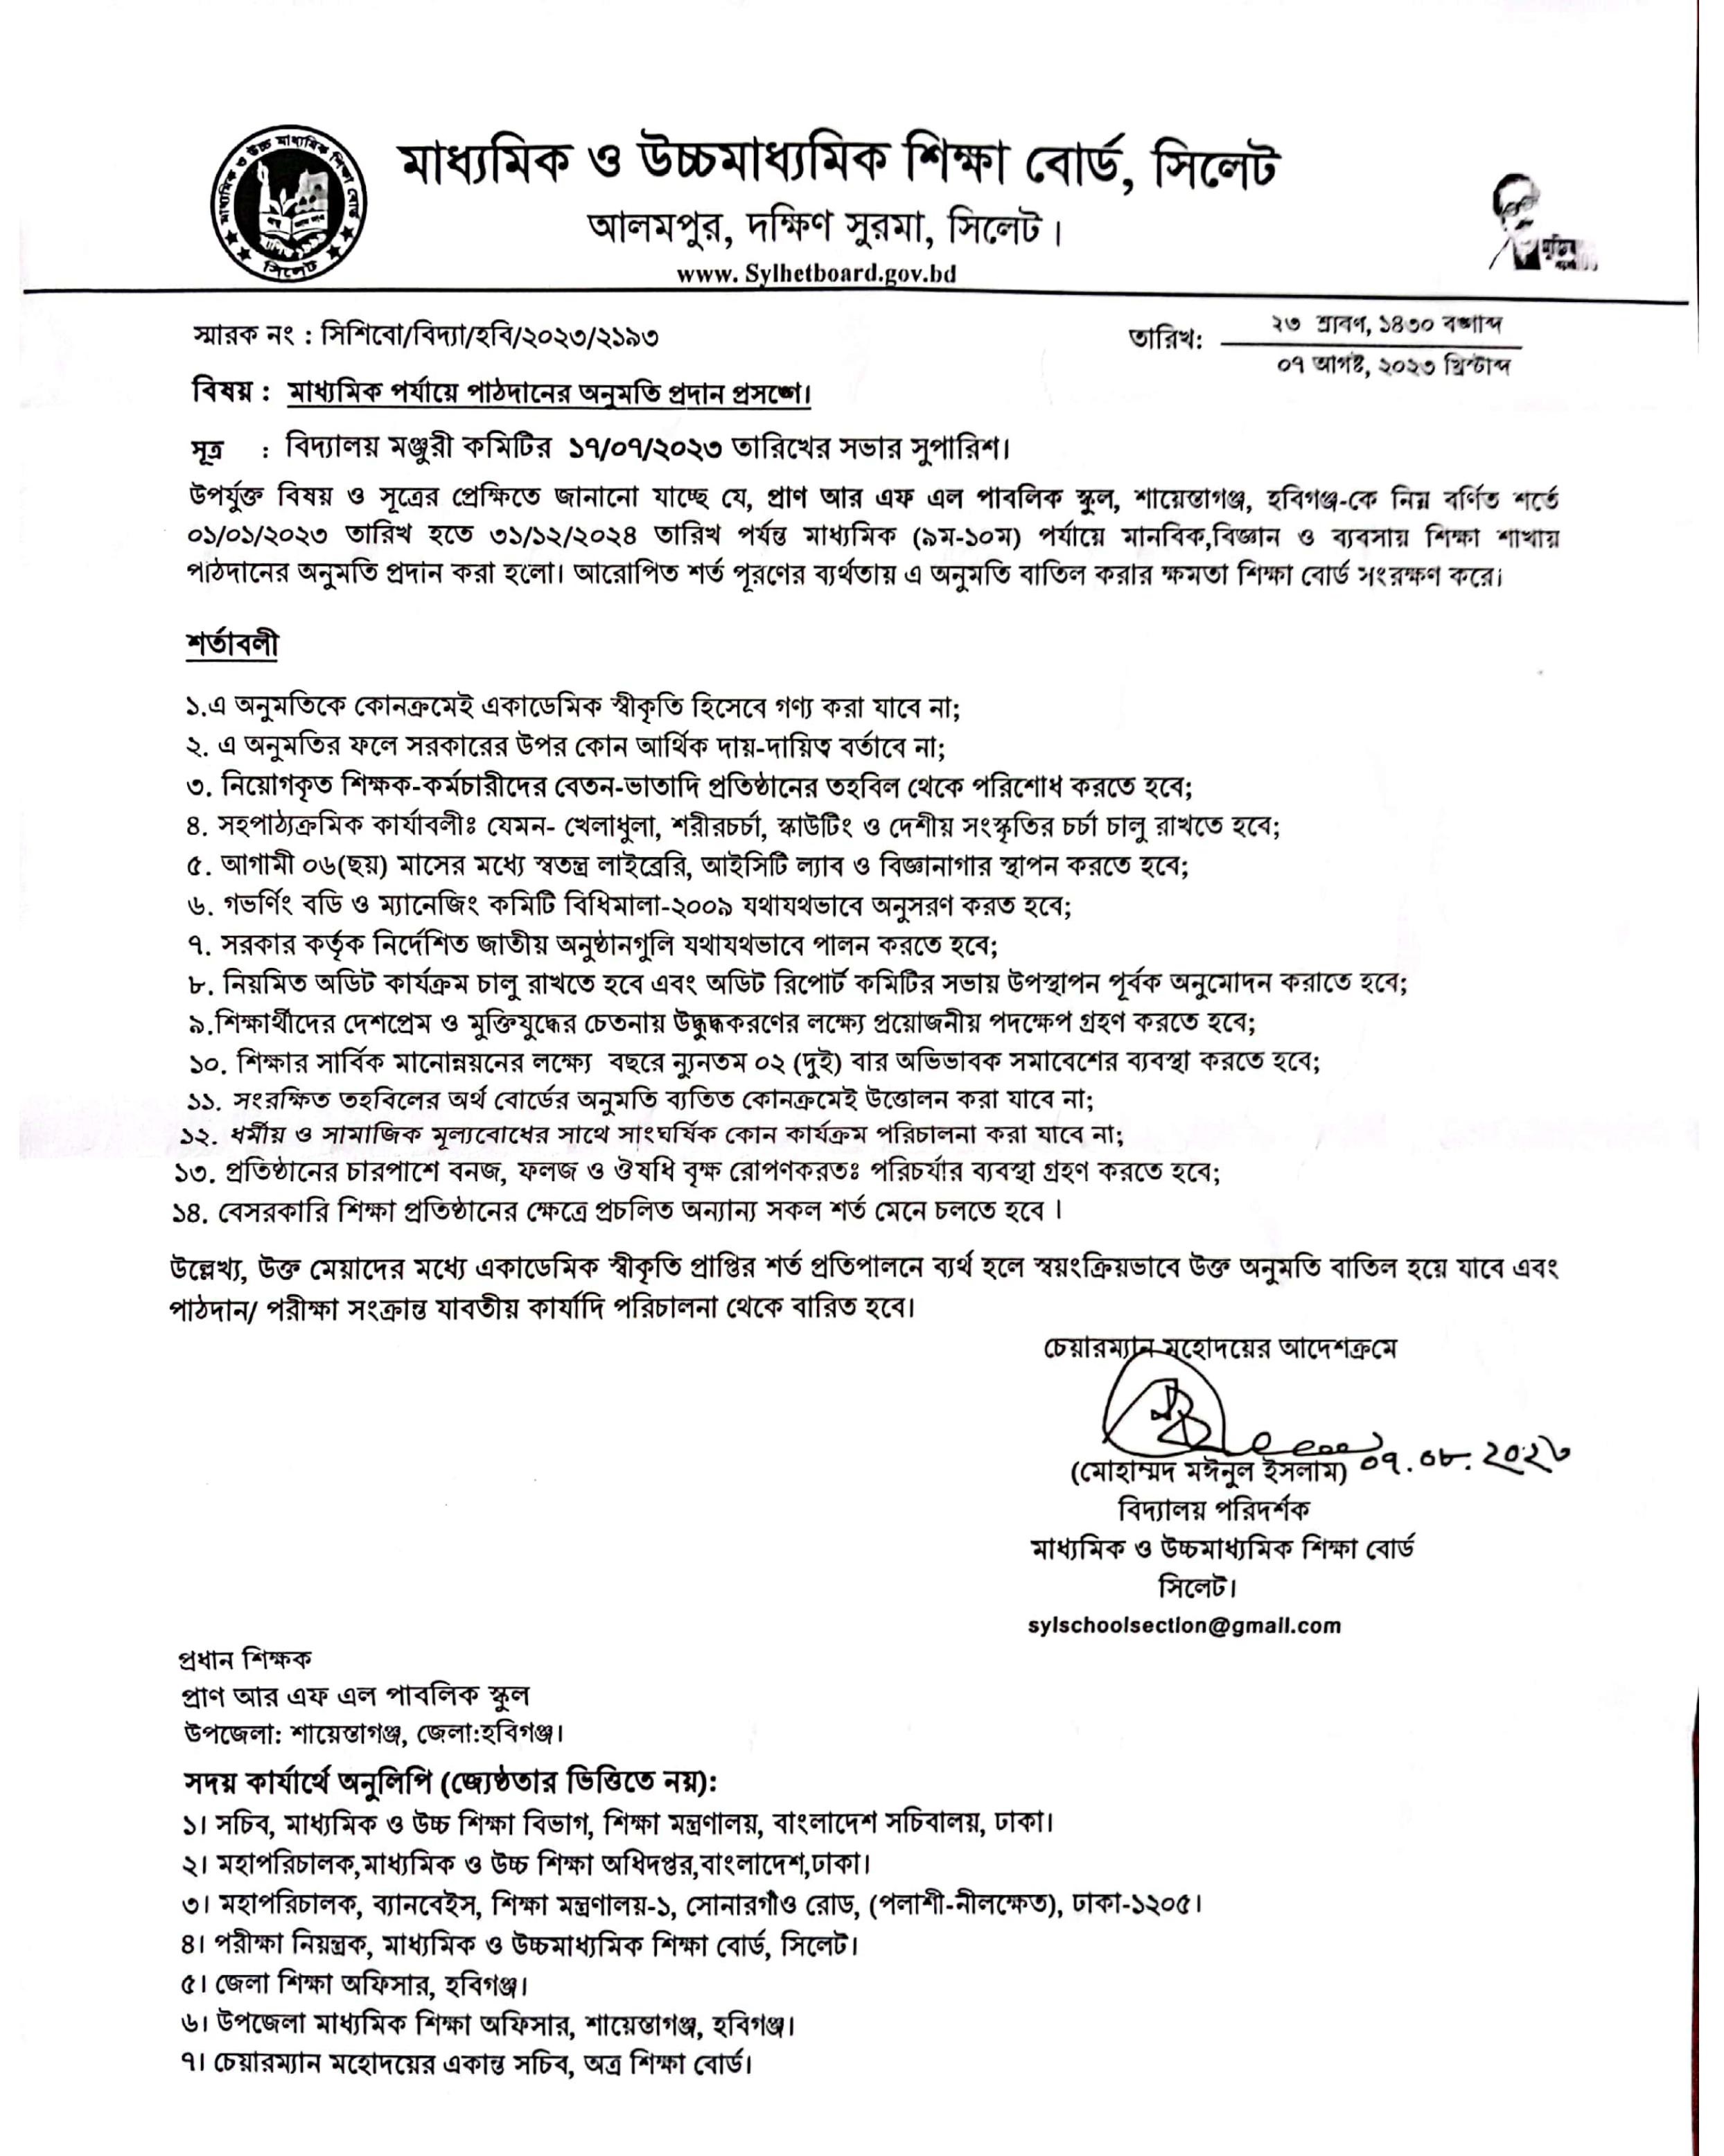 মাধ্যমিক ও উচ্চ মাধ্যমিক শিক্ষা বোর্ড
সিলেট
মাধ্যমিক ও উচ্চমাধ্যমিক শিক্ষা বোর্ড, সিলেট
আলমপুর, দক্ষিণ সুরমা, সিলেট।
www. Sylhetboard.gov.bd
স্মারক নং : সিশিবো/বিদ্যা/হবি/২০২৩/২১৯৩
তারিখ: ২৩ শ্রাবণ, ১৪৩০ বঙ্গাব্দ
০৭ আগষ্ট, ২০২৩ খ্রিস্টাব্দ
বিষয় : মাধ্যমিক পর্যায়ে পাঠদানের অনুমতি প্রদান প্রসঙ্গে।
সূত্র : বিদ্যালয় মঞ্জুরী কমিটির ১৭/০৭/২০২৩ তারিখের সভার সুপারিশ।
উপর্যুক্ত বিষয় ও সূত্রের প্রেক্ষিতে জানানো যাচ্ছে যে, প্রাণ আর এফ এল পাবলিক স্কুল, শায়েস্তাগঞ্জ, হবিগঞ্জ-কে নিম্ন বর্ণিত শর্তে
০১/০১/২০২৩ তারিখ হতে ৩১/১২/২০২৪ তারিখ পর্যন্ত মাধ্যমিক (৯ম-১০ম) পর্যায়ে মানবিক,বিজ্ঞান ও ব্যবসায় শিক্ষা শাখায়
পাঠদানের অনুমতি প্রদান করা হলো। আরোপিত শর্ত পূরণের ব্যর্থতায় এ অনুমতি বাতিল করার ক্ষমতা শিক্ষা বোর্ড সংরক্ষণ করে।
শর্তাবলী
১.এ অনুমতিকে কোনক্রমেই একাডেমিক স্বীকৃতি হিসেবে গণ্য করা যাবে না;
২. এ অনুমতির ফলে সরকারের উপর কোন আর্থিক দায়-দায়িত্ব বর্তাবে না;
৩. নিয়োগকৃত শিক্ষক-কর্মচারীদের বেতন-ভাতাদি প্রতিষ্ঠানের তহবিল থেকে পরিশোধ করতে হবে;
৪. সহপাঠ্যক্রমিক কার্যাবলীঃ যেমন- খেলাধুলা, শরীরচর্চা, স্কাউটিং ও দেশীয় সংস্কৃতির চর্চা চালু রাখতে হবে;
৫. আগামী ০৬(ছয়) মাসের মধ্যে স্বতন্ত্র লাইব্রেরি, আইসিটি ল্যাব ও বিজ্ঞানাগার স্থাপন করতে হবে;
৬. গভর্ণিং বডি ও ম্যানেজিং কমিটি বিধিমালা-২০০৯ যথাযথভাবে অনুসরণ করত হবে;
৭. সরকার কর্তৃক নির্দেশিত জাতীয় অনুষ্ঠানগুলি যথাযথভাবে পালন করতে হবে;
৮. নিয়মিত অডিট কার্যক্রম চালু রাখতে হবে এবং অডিট রিপোর্ট কমিটির সভায় উপস্থাপন পূর্বক অনুমোদন করাতে হবে;
৯.শিক্ষার্থীদের দেশপ্রেম ও মুক্তিযুদ্ধের চেতনায় উদ্ধুদ্ধকরণের লক্ষ্যে প্রয়োজনীয় পদক্ষেপ গ্রহণ করতে হবে;
১০. শিক্ষার সার্বিক মানোন্নয়নের লক্ষ্যে বছরে ন্যুনতম ০২ (দুই) বার অভিভাবক সমাবেশের ব্যবস্থা করতে হবে;
১১. সংরক্ষিত তহবিলের অর্থ বোর্ডের অনুমতি ব্যতিত কোনক্রমেই উত্তোলন করা যাবে না;
১২. ধর্মীয় ও সামাজিক মূল্যবোধের সাথে সাংঘর্ষিক কোন কার্যক্রম পরিচালনা করা যাবে না;
১৩. প্রতিষ্ঠানের চারপাশে বনজ, ফলজ ও ঔষধি বৃক্ষ রোপণকরতঃ পরিচর্যার ব্যবস্থা গ্রহণ করতে হবে;
১৪. বেসরকারি শিক্ষা প্রতিষ্ঠানের ক্ষেত্রে প্রচলিত অন্যান্য সকল শর্ত মেনে চলতে হবে ।
উল্লেখ্য, উক্ত মেয়াদের মধ্যে একাডেমিক স্বীকৃতি প্রাপ্তির শর্ত প্রতিপালনে ব্যর্থ হলে স্বয়ংক্রিয়ভাবে উক্ত অনুমতি বাতিল হয়ে যাবে এবং
পাঠদান/ পরীক্ষা সংক্রান্ত যাবতীয় কার্যাদি পরিচালনা থেকে বারিত হবে।
চেয়ারম্যান মহোদয়ের আদেশক্রমে
০৭.০৮.২০২৩
(মোহাম্মদ মঈনুল ইসলাম)
বিদ্যালয় পরিদর্শক
মাধ্যমিক ও উচ্চমাধ্যমিক শিক্ষা বোর্ড
সিলেট।
sylschoolsection@gmail.com
প্রধান শিক্ষক
প্রাণ আর এফ এল পাবলিক স্কুল
উপজেলা: শায়েস্তাগঞ্জ, জেলা:হবিগঞ্জ।
সদয় কার্যার্থে অনুলিপি (জ্যেষ্ঠতার ভিত্তিতে নয়):
১। সচিব, মাধ্যমিক ও উচ্চ শিক্ষা বিভাগ, শিক্ষা মন্ত্রণালয়, বাংলাদেশ সচিবালয়, ঢাকা।
২। মহাপরিচালক,মাধ্যমিক ও উচ্চ শিক্ষা অধিদপ্তর,বাংলাদেশ,ঢাকা।
৩। মহাপরিচালক, ব্যানবেইস, শিক্ষা মন্ত্রণালয়-১, সোনারগাঁও রোড, (পলাশী-নীলক্ষেত), ঢাকা-১২০৫।
৪। পরীক্ষা নিয়ন্ত্রক, মাধ্যমিক ও উচ্চমাধ্যমিক শিক্ষা বোর্ড, সিলেট।
৫। জেলা শিক্ষা অফিসার, হবিগঞ্জ।
৬। উপজেলা মাধ্যমিক শিক্ষা অফিসার, শায়েস্তাগঞ্জ, হবিগঞ্জ।
৭। চেয়ারম্যান মহোদয়ের একান্ত সচিব, অত্র শিক্ষা বোর্ড।